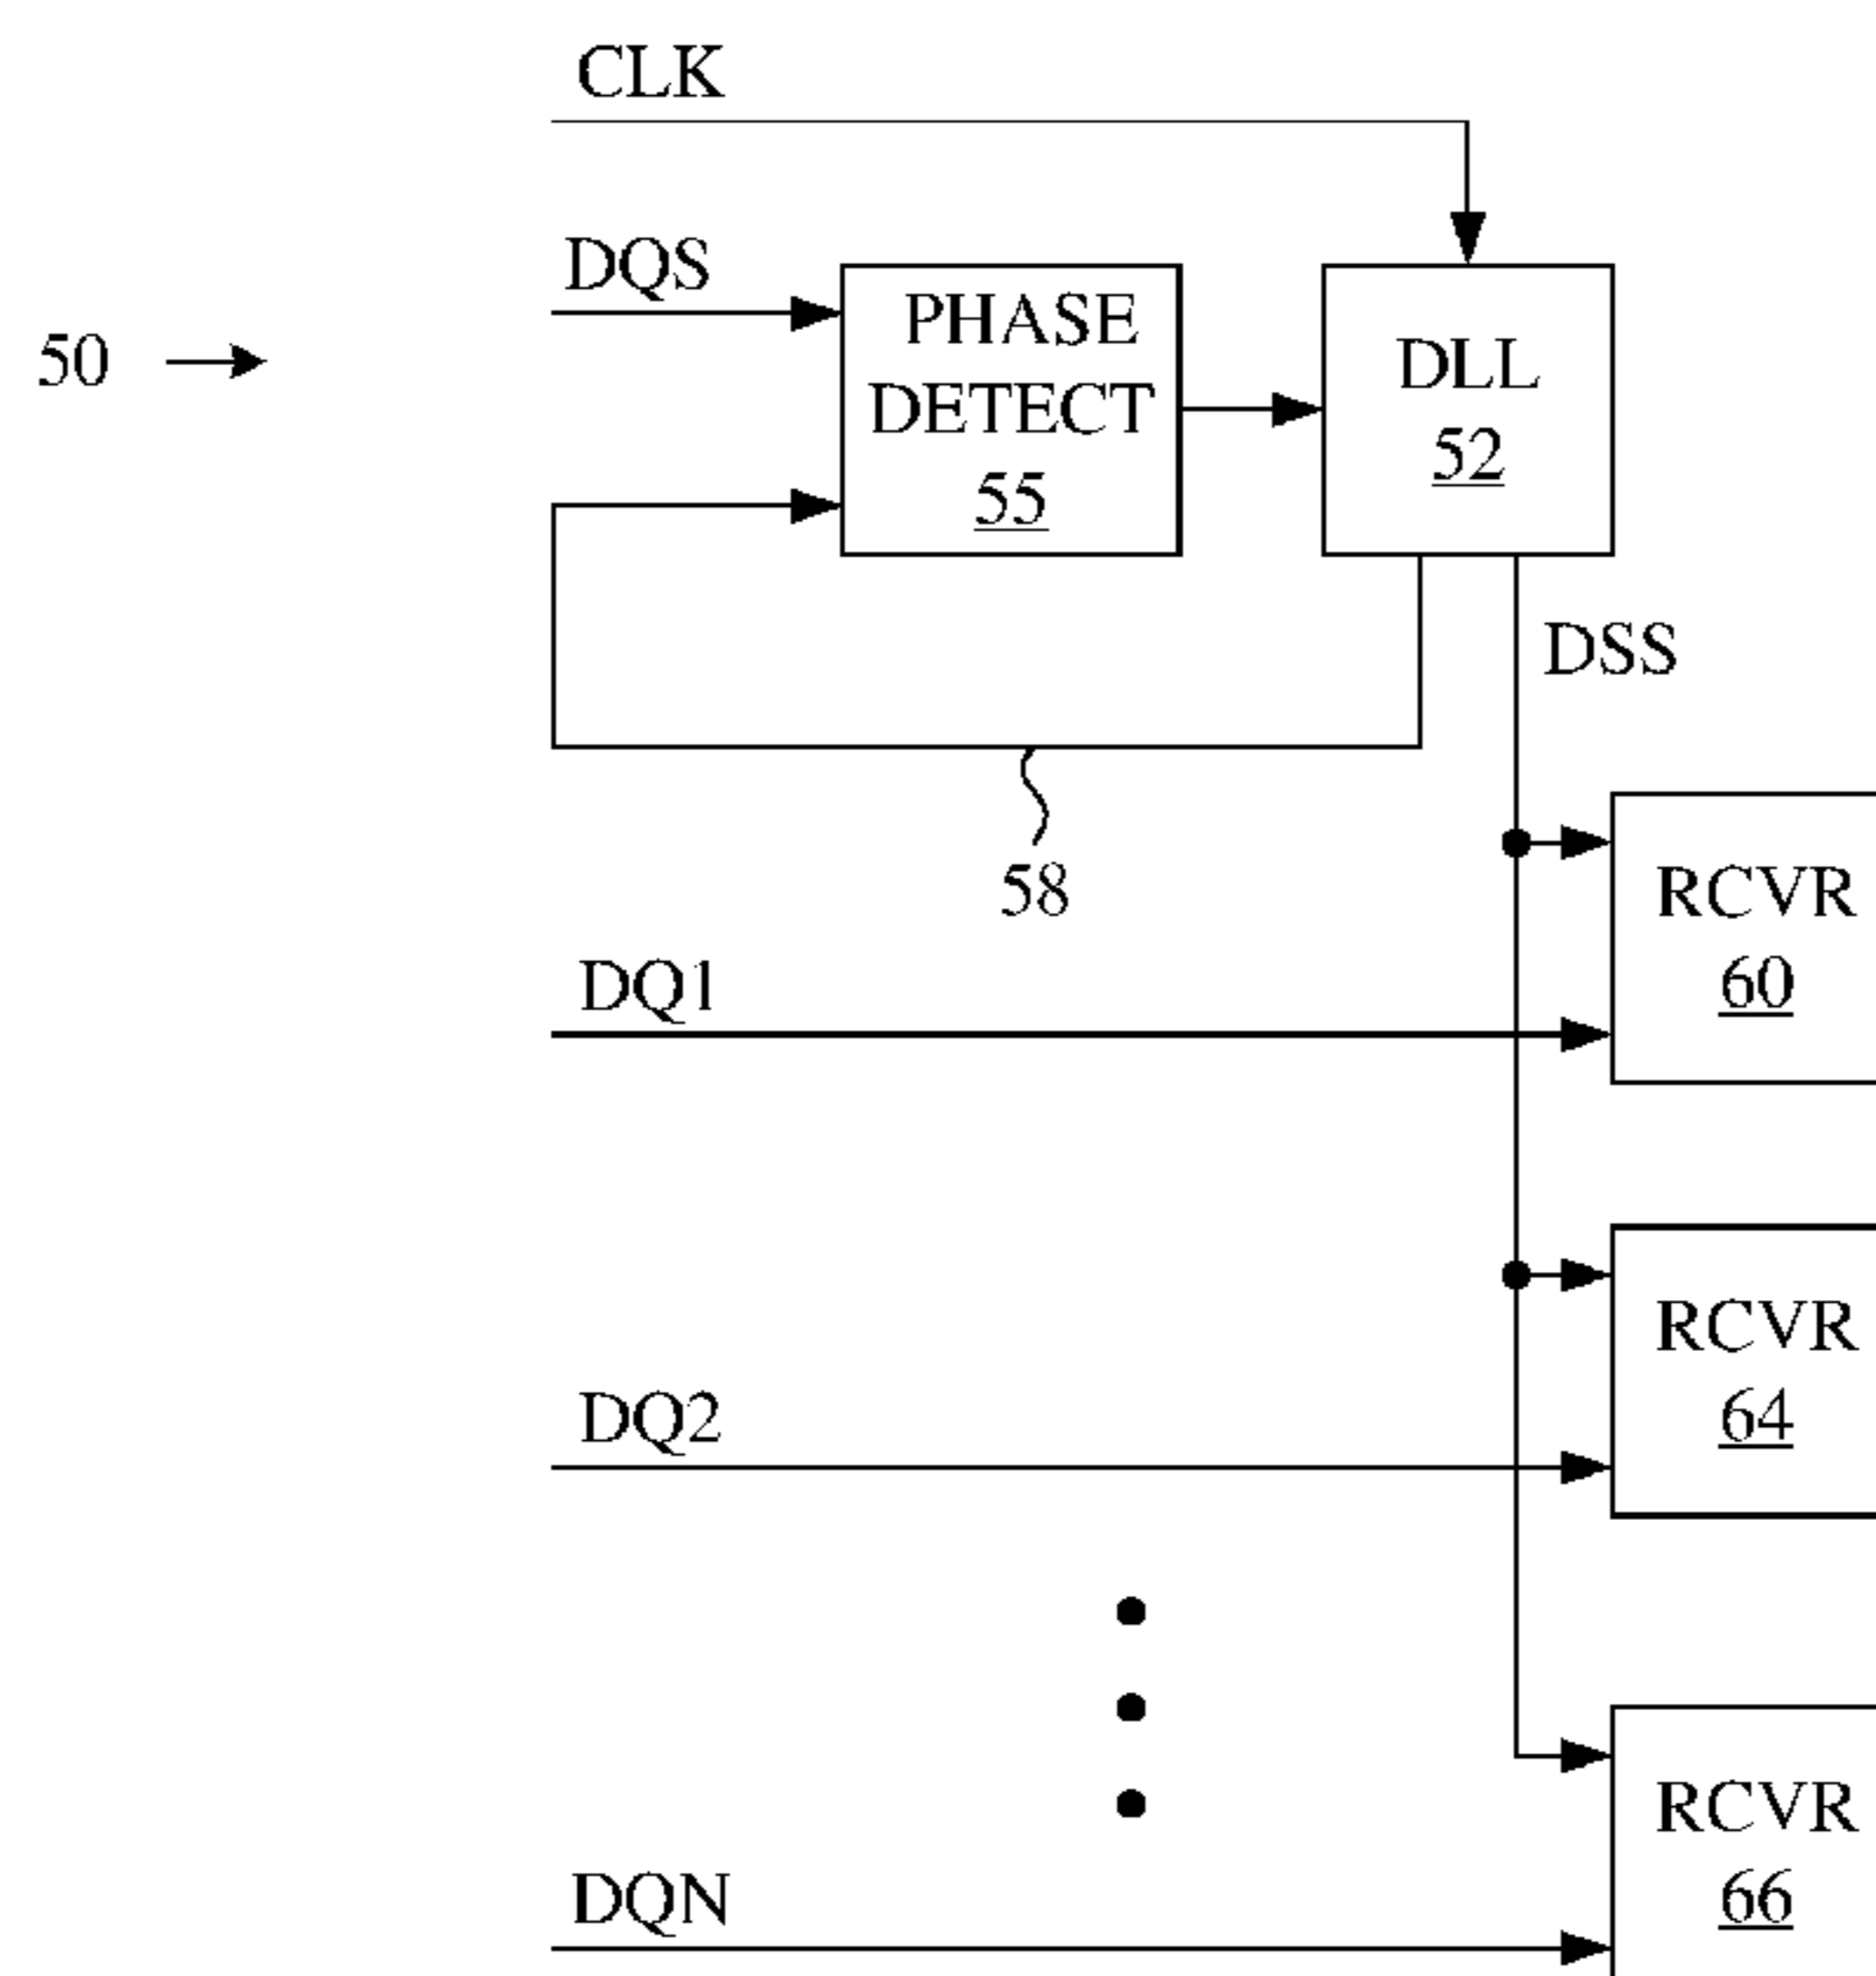 CLK
DQS
50
PHASE
DETECT
55
DLL
52
DSS
58
RCVR
60
DQ1
RCVR
64
DQ2
RCVR
66
DQN